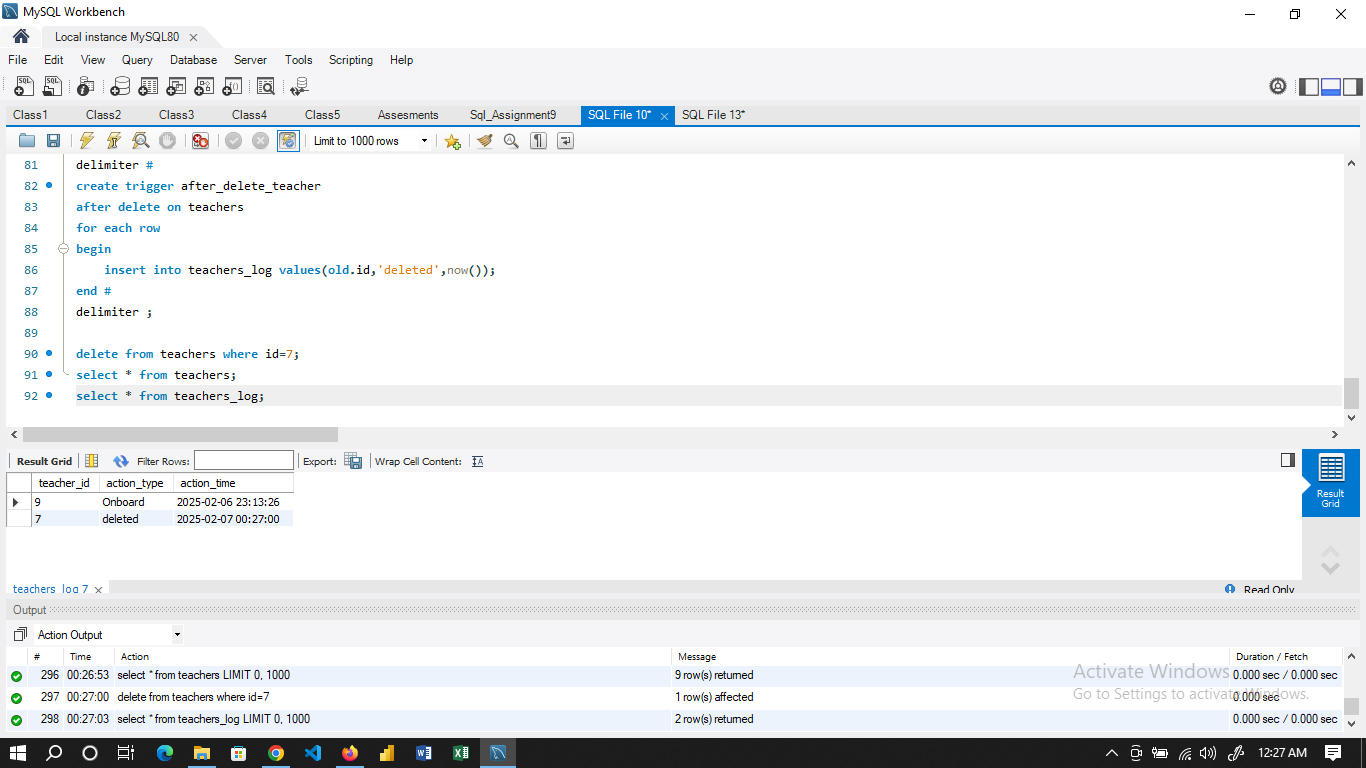 MySQL Workbench
Local instance MySQL80
File Edit View Query Database Server Tools Scripting Help
Class1 Class2 Class3 Class4 Class5 Assesments Sql_Assignment9 SQL File 10* SQL File 13*
Limit to 1000 rows
81 delimiter #
82 create trigger after_delete_teacher
83 after delete on teachers
84 for each row
85 begin
86 insert into teachers_log values(old.id,'deleted',now());
87 end #
88 delimiter ;
89
90 delete from teachers where id=7;
91 select * from teachers;
92 select * from teachers_log;
Result Grid Filter Rows: Export: Wrap Cell Content:
teacher_id action_type action_time
9 Onboard 2025-02-06 23:13:26
7 deleted 2025-02-07 00:27:00
Result
Grid
teachers_log 7 Read Only
Output
Action Output
# Time Action Message Duration / Fetch
296 00:26:53 select * from teachers LIMIT 0, 1000 9 row(s) returned 0.000 sec / 0.000 sec
297 00:27:00 delete from teachers where id=7 1 row(s) affected 0.000 sec
298 00:27:03 select * from teachers_log LIMIT 0, 1000 2 row(s) returned 0.000 sec / 0.000 sec
Activate Windows
Go to Settings to activate Windows.
12:27 AM